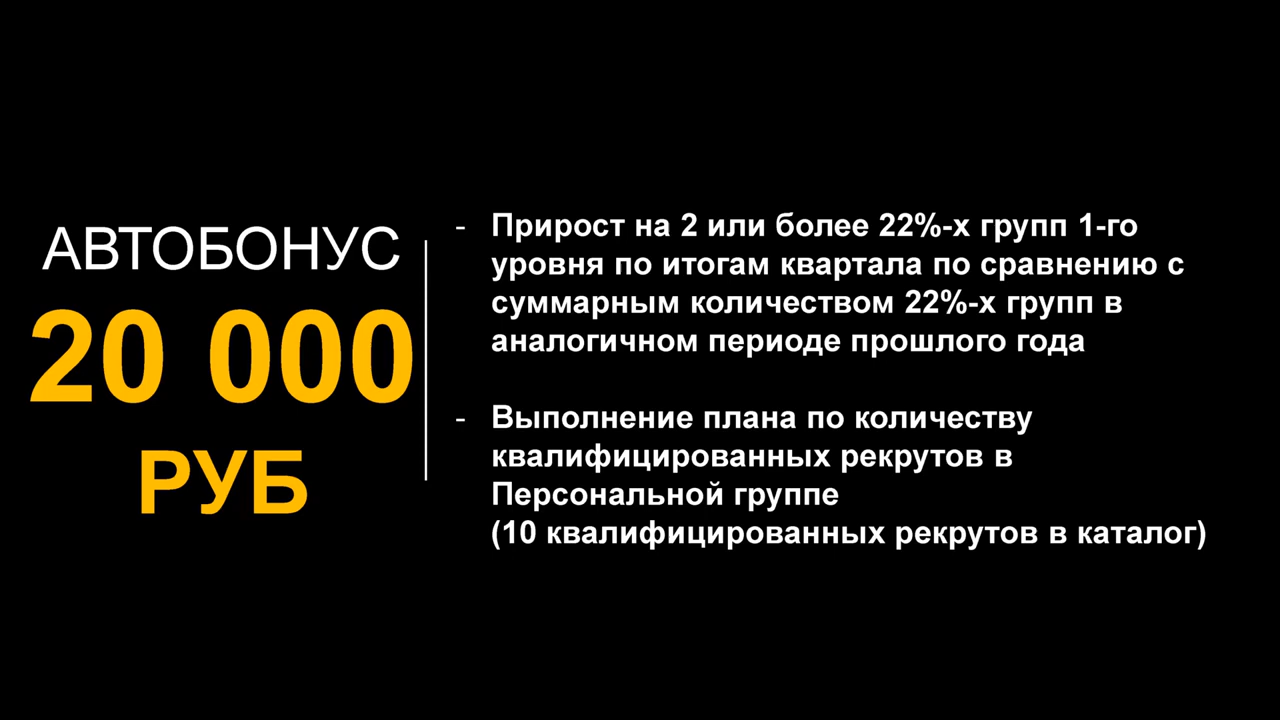 АВТОБОНУС
20 000
РУБ
- Прирост на 2 или более 22%-х групп 1-го
уровня по итогам квартала по сравнению с
суммарным количеством 22%-х групп в
аналогичном периоде прошлого года
- Выполнение плана по количеству
квалифицированных рекрутов в
Персональной группе
(10 квалифицированных рекрутов в каталог)